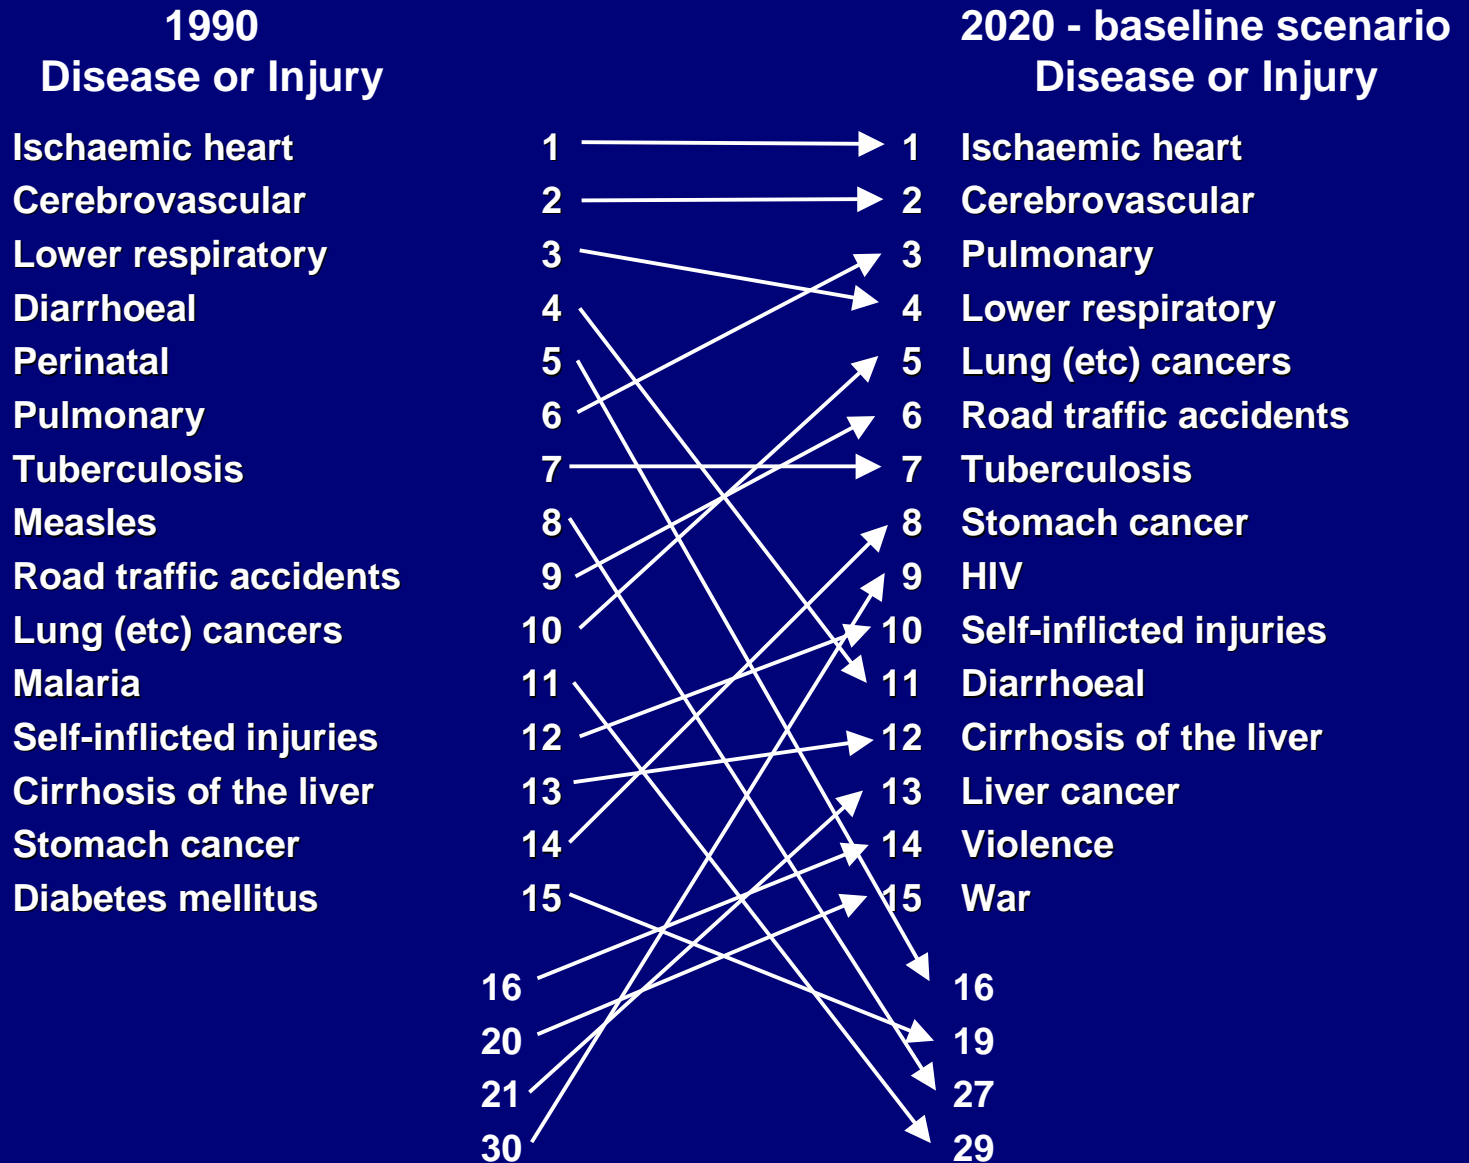 1990 2020 - baseline scenario
Disease or Injury Disease or Injury
Ischaemic heart 1 1 Ischaemic heart
Cerebrovascular 2 2 Cerebrovascular
Lower respiratory 3 3 Pulmonary
Diarrhoeal 4 4 Lower respiratory
Perinatal 5 5 Lung (etc) cancers
Pulmonary 6 6 Road traffic accidents
Tuberculosis 7 7 Tuberculosis
Measles 8 8 Stomach cancer
Road traffic accidents 9 9 HIV
Lung (etc) cancers 10 10 Self-inflicted injuries
Malaria 11 11 Diarrhoeal
Self-inflicted injuries 12 12 Cirrhosis of the liver
Cirrhosis of the liver 13 13 Liver cancer
Stomach cancer 14 14 Violence
Diabetes mellitus 15 15 War
16 16
20 19
21 27
30 29